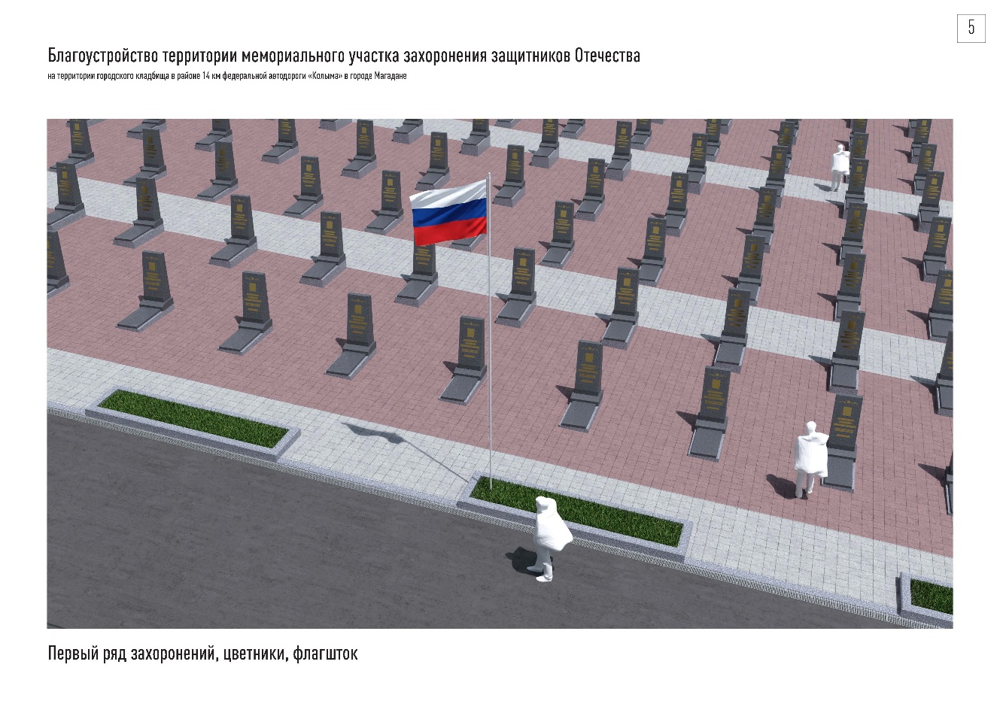 5
Благоустройство территории мемориального участка захоронения защитников Отечества
на территории городского кладбища в районе 14 км федеральной автодороги «Колыма» в городе Магадане
Первый ряд захоронений, цветники, флагшток